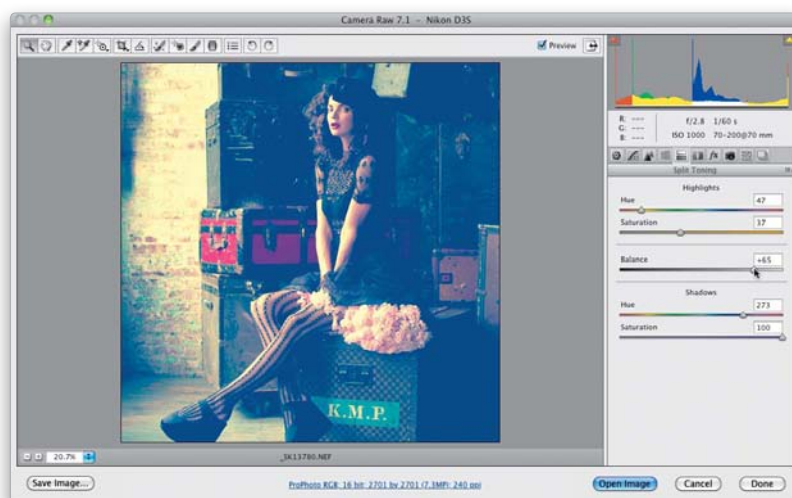 Camera Raw 7.1 – Nikon D3S
Preview
R: ---
G: ---
B: ---
f/2.8 1/60 s
ISO 1000 70-200@70 mm
Split Toning
Highlights
Hue 47
Saturation 37
Balance +65
Shadows
Hue 273
Saturation 100
K.M.P.
20.7%
_SK13780.NEF
Save Image...
ProPhoto RGB; 16 bit; 2701 by 2701 (7.3MP); 240 ppi
Open Image
Cancel
Done